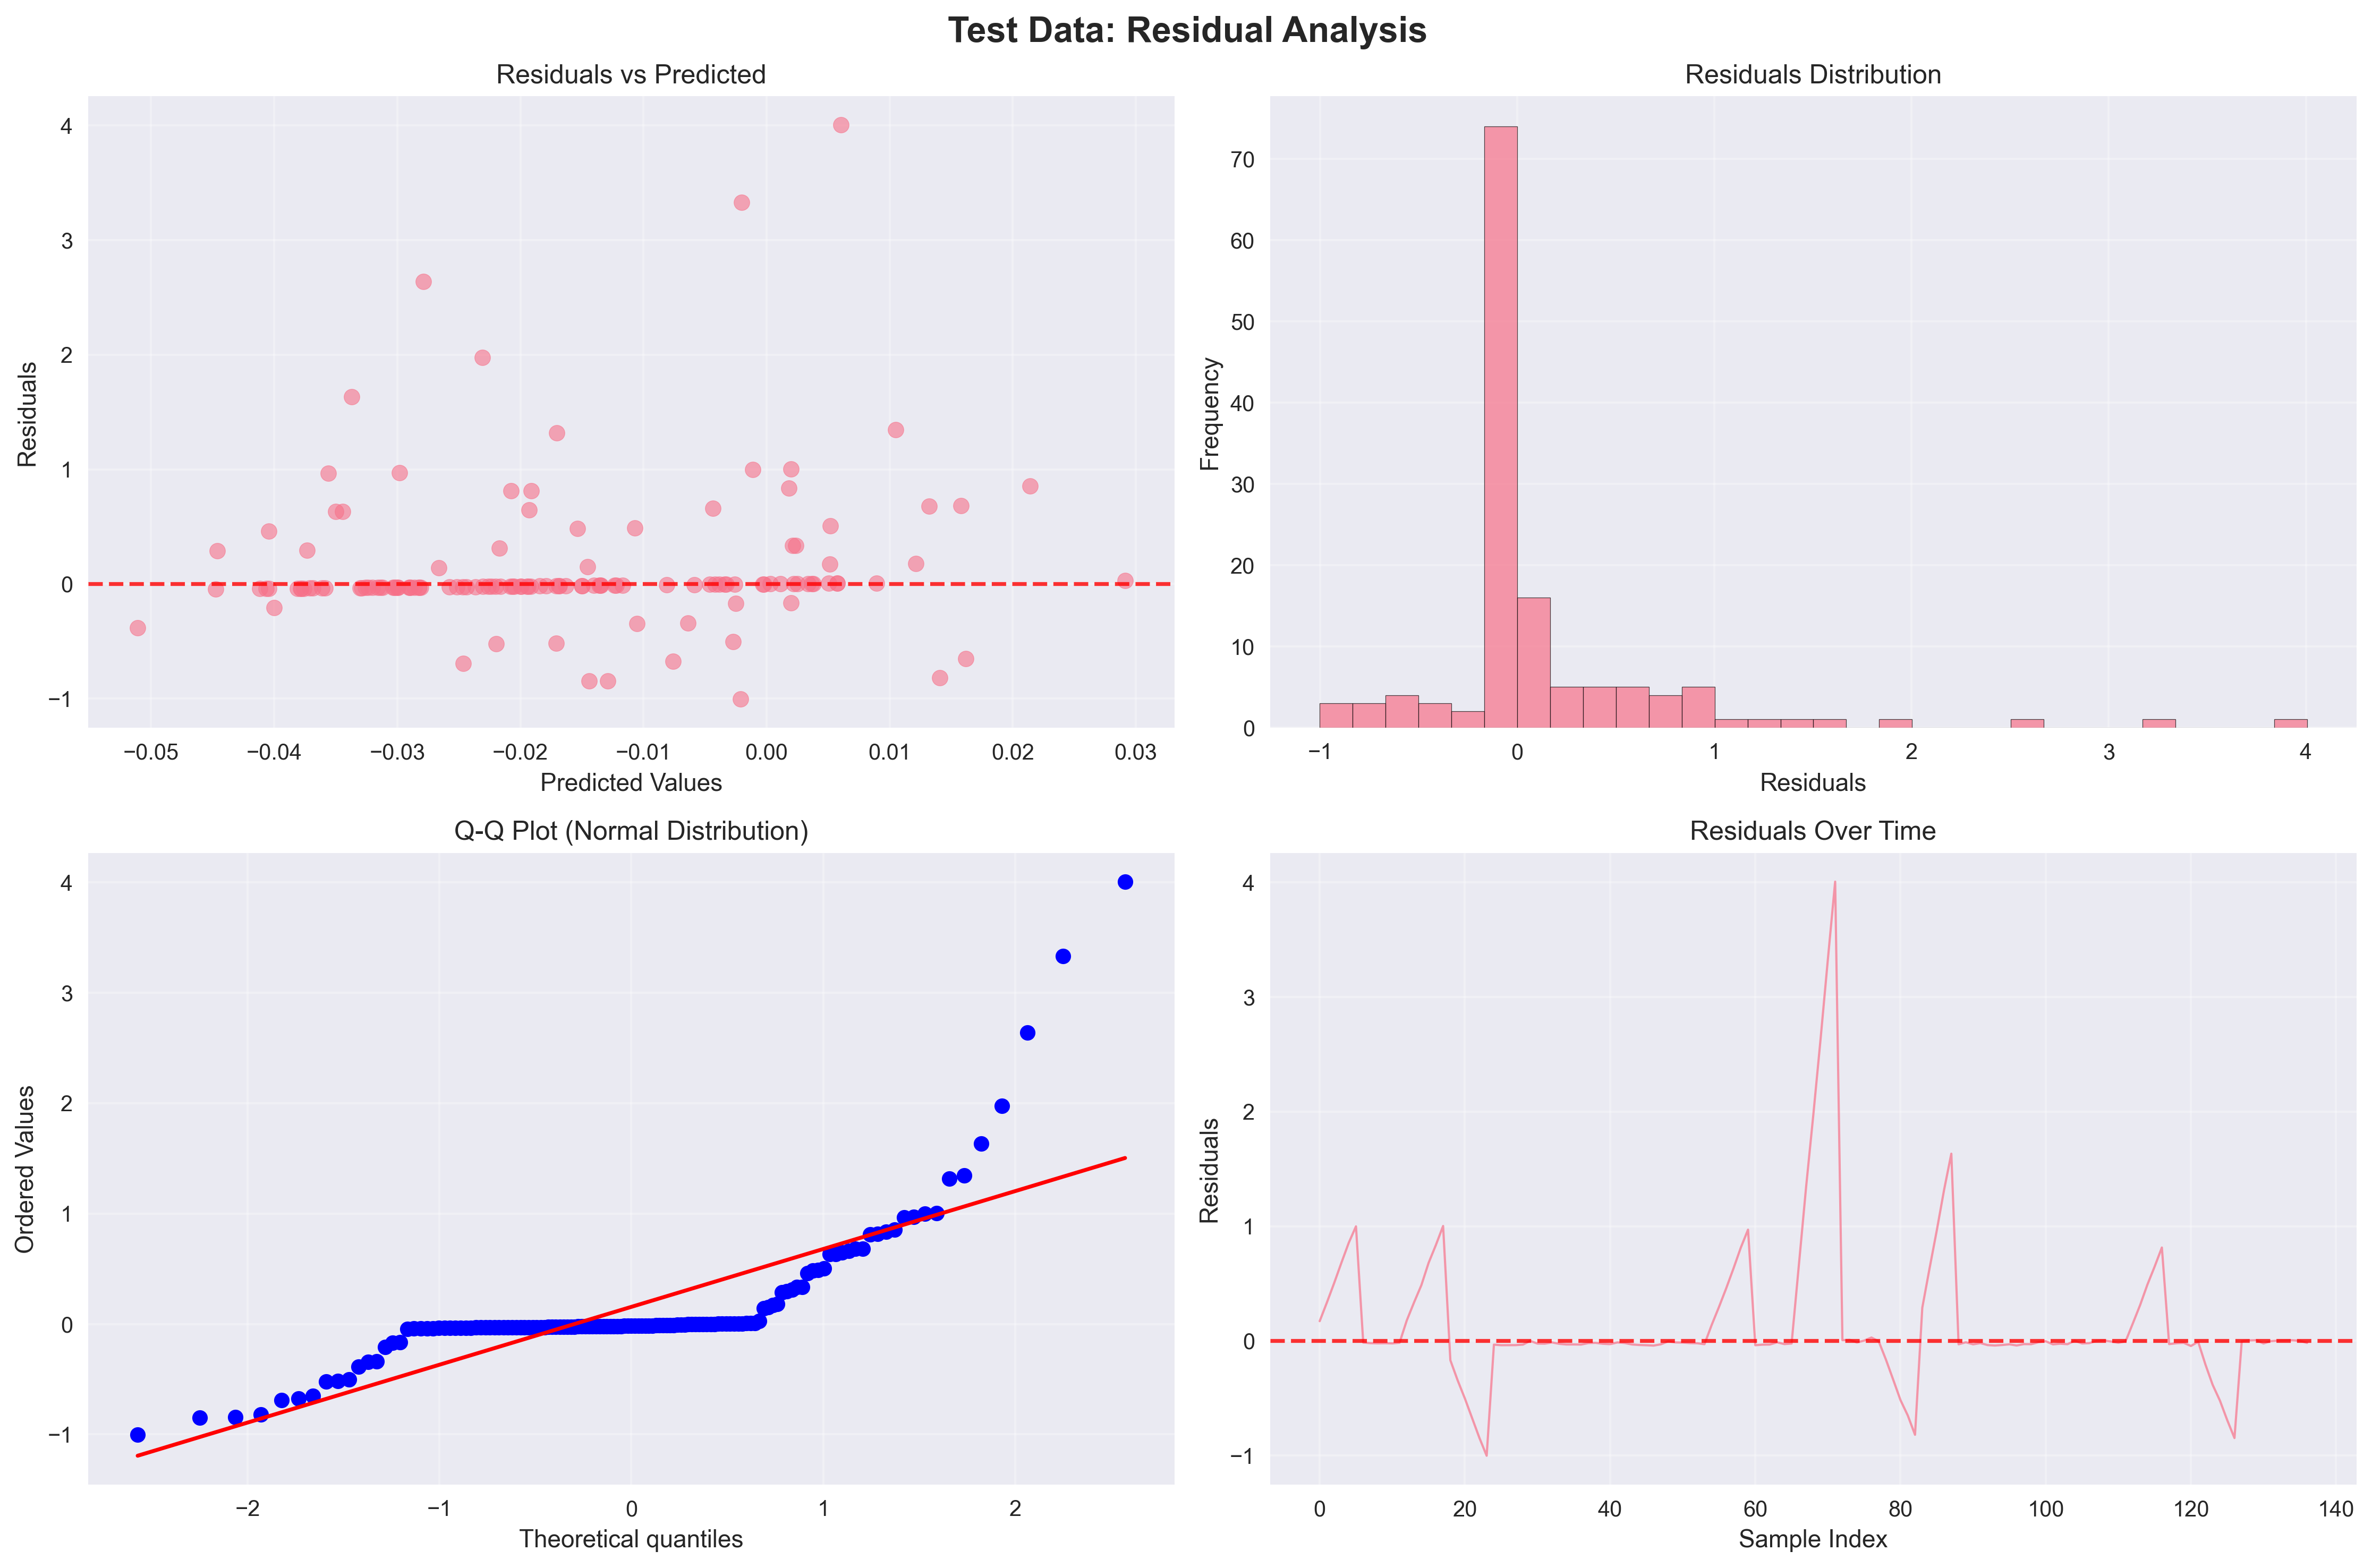 Test Data: Residual Analysis
Residuals vs Predicted
Residuals
4
3
2
1
0
−1
−0.05 −0.04 −0.03 −0.02 −0.01 0.00 0.01 0.02 0.03
Predicted Values
Residuals Distribution
Frequency
70
60
50
40
30
20
10
0
−1 0 1 2 3 4
Residuals
Q-Q Plot (Normal Distribution)
Ordered Values
4
3
2
1
0
−1
−2 −1 0 1 2
Theoretical quantiles
Residuals Over Time
Residuals
4
3
2
1
0
−1
0 20 40 60 80 100 120 140
Sample Index